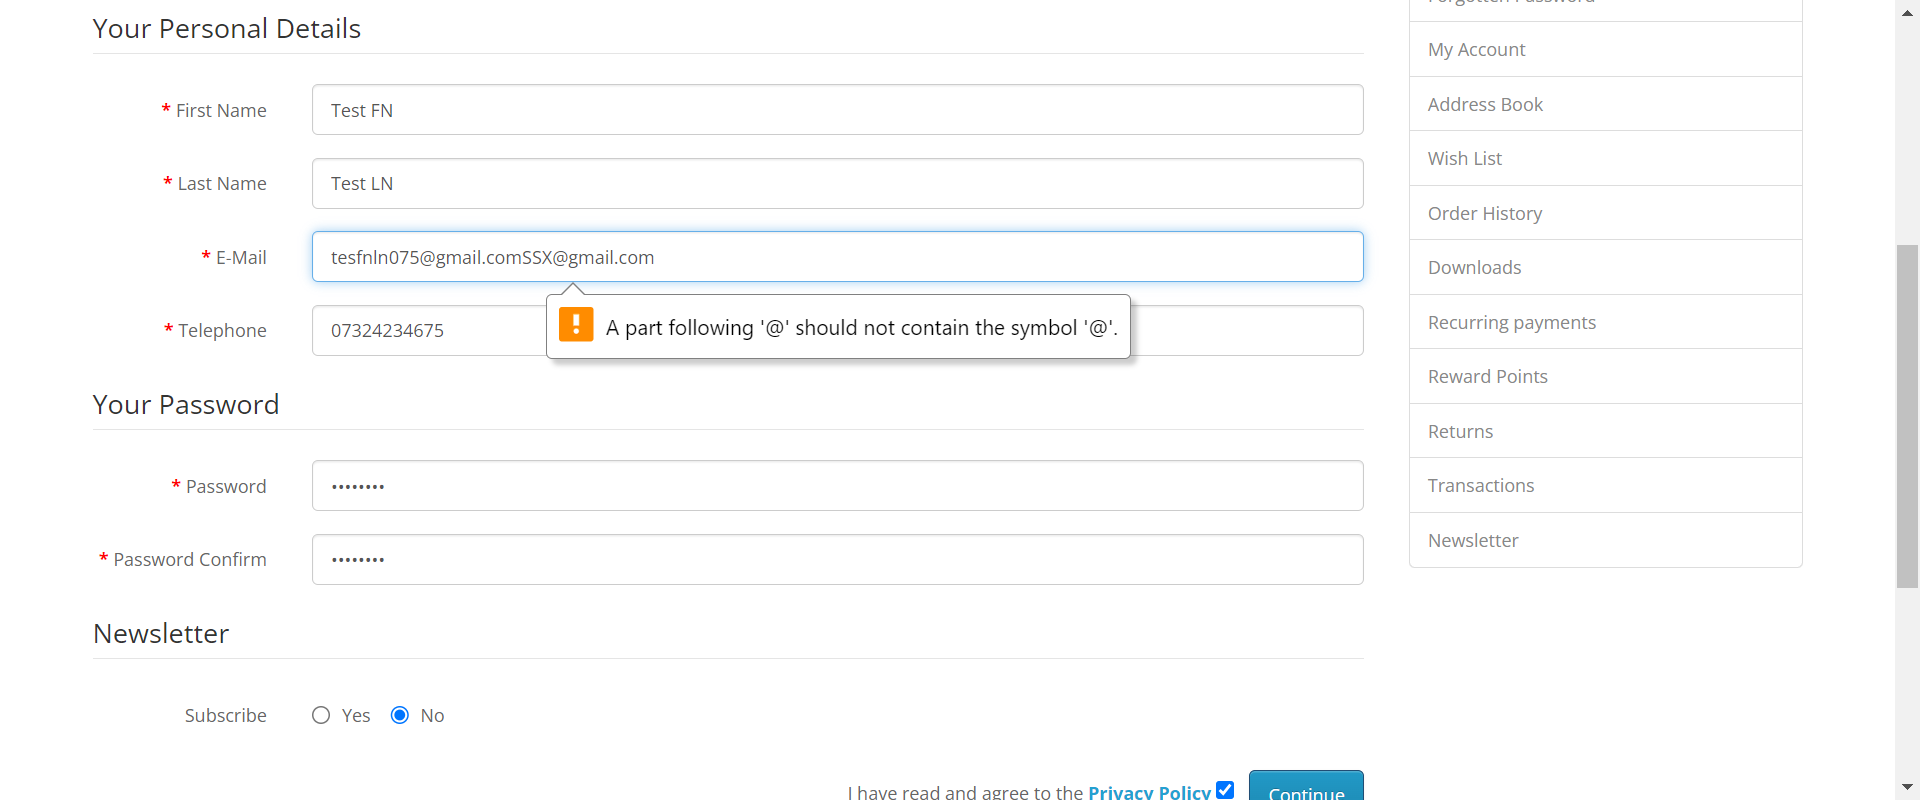 Your Personal Details
* First Name
Test FN
* Last Name
Test LN
* E-Mail
tesfnln075@gmail.comSSX@gmail.com
A part following '@' should not contain the symbol '@'.
* Telephone
07324234675
Your Password
* Password
••••••••
* Password Confirm
••••••••
Newsletter
Subscribe
Yes
No
I have read and agree to the Privacy Policy
Continue
Forgotten Password
My Account
Address Book
Wish List
Order History
Downloads
Recurring payments
Reward Points
Returns
Transactions
Newsletter